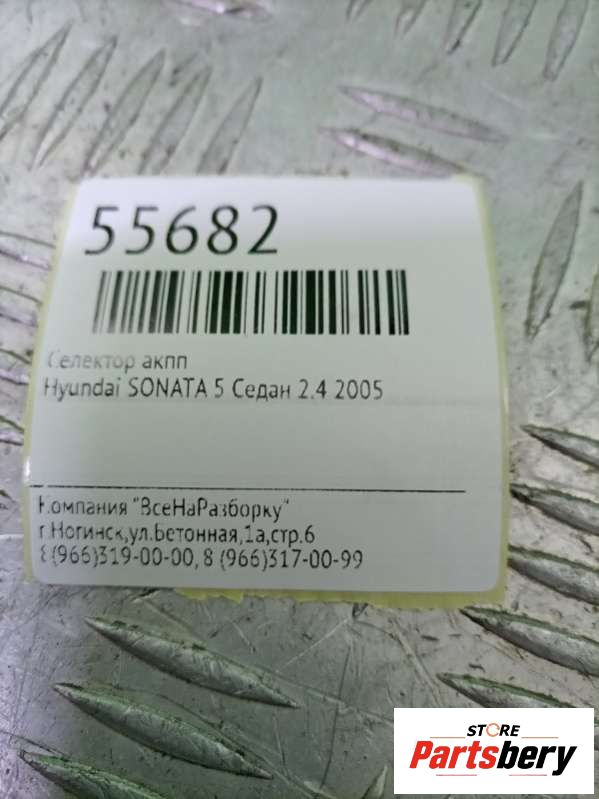 55682
Селектор акпп
Hyundai SONATA 5 Седан 2.4 2005
Компания "ВсеНаРазборку"
г.Ногинск,ул.Бетонная,1а,стр.6
8 (966)319-00-00, 8 (966)317-00-99
STORE
Partsbery